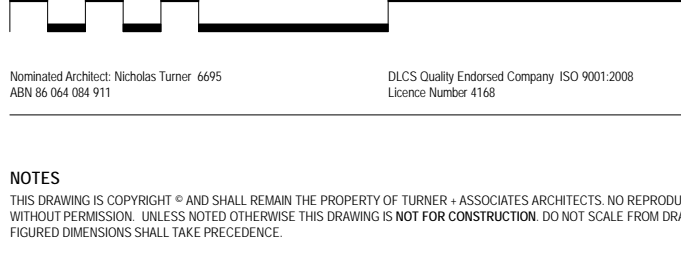 Nominated Architect: Nicholas Turner 6695
ABN 86 064 084 911
DLCS Quality Endorsed Company ISO 9001:2008
Licence Number 4168
NOTES
THIS DRAWING IS COPYRIGHT © AND SHALL REMAIN THE PROPERTY OF TURNER + ASSOCIATES ARCHITECTS. NO REPRODU
WITHOUT PERMISSION. UNLESS NOTED OTHERWISE THIS DRAWING IS NOT FOR CONSTRUCTION. DO NOT SCALE FROM DRA
FIGURED DIMENSIONS SHALL TAKE PRECEDENCE.